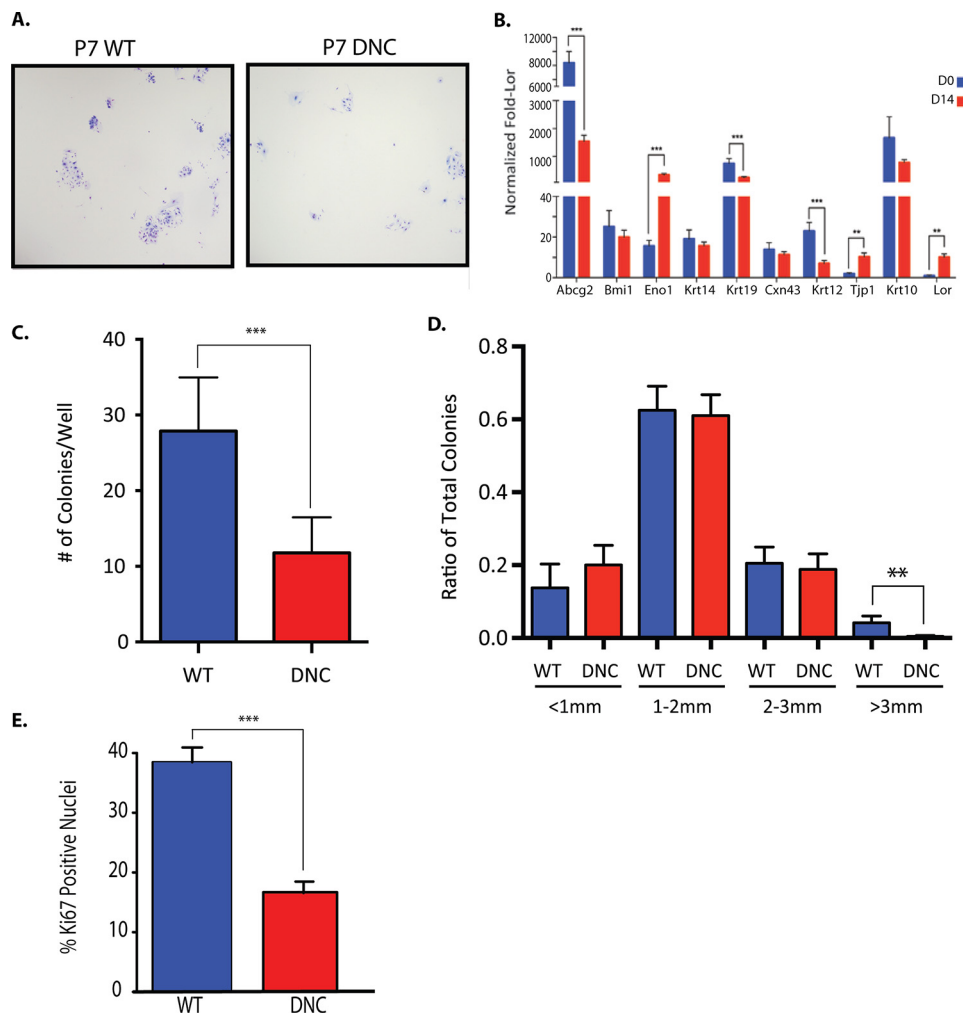 A.
P7 WT
P7 DNC
B.
Normalized Fold-Lor
12000
10000
8000
6000
3000
2000
1000
40
20
0
***
***
***
***
**
**
D0
D14
Abcg2 Bmi1 Eno1 Krt14 Krt19 Cxn43 Krt12 Tjp1 Krt10 Lor
C.
# of Colonies/Well
40
30
20
10
0
***
WT DNC
D.
Ratio of Total Colonies
0.8
0.6
0.4
0.2
0.0
**
WT DNC WT DNC WT DNC WT DNC
<1mm 1-2mm 2-3mm >3mm
E.
% Ki67 Positive Nuclei
40
30
20
10
0
***
WT DNC